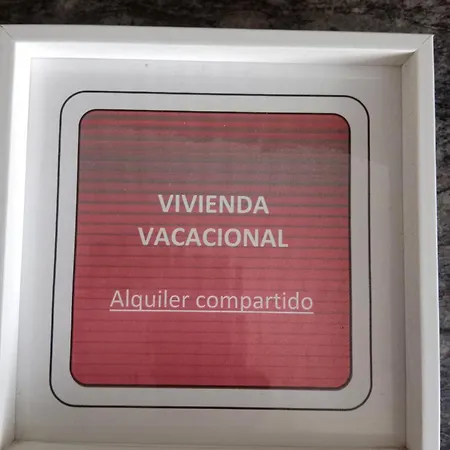 VIVIENDA
VACACIONAL
Alquiler compartido